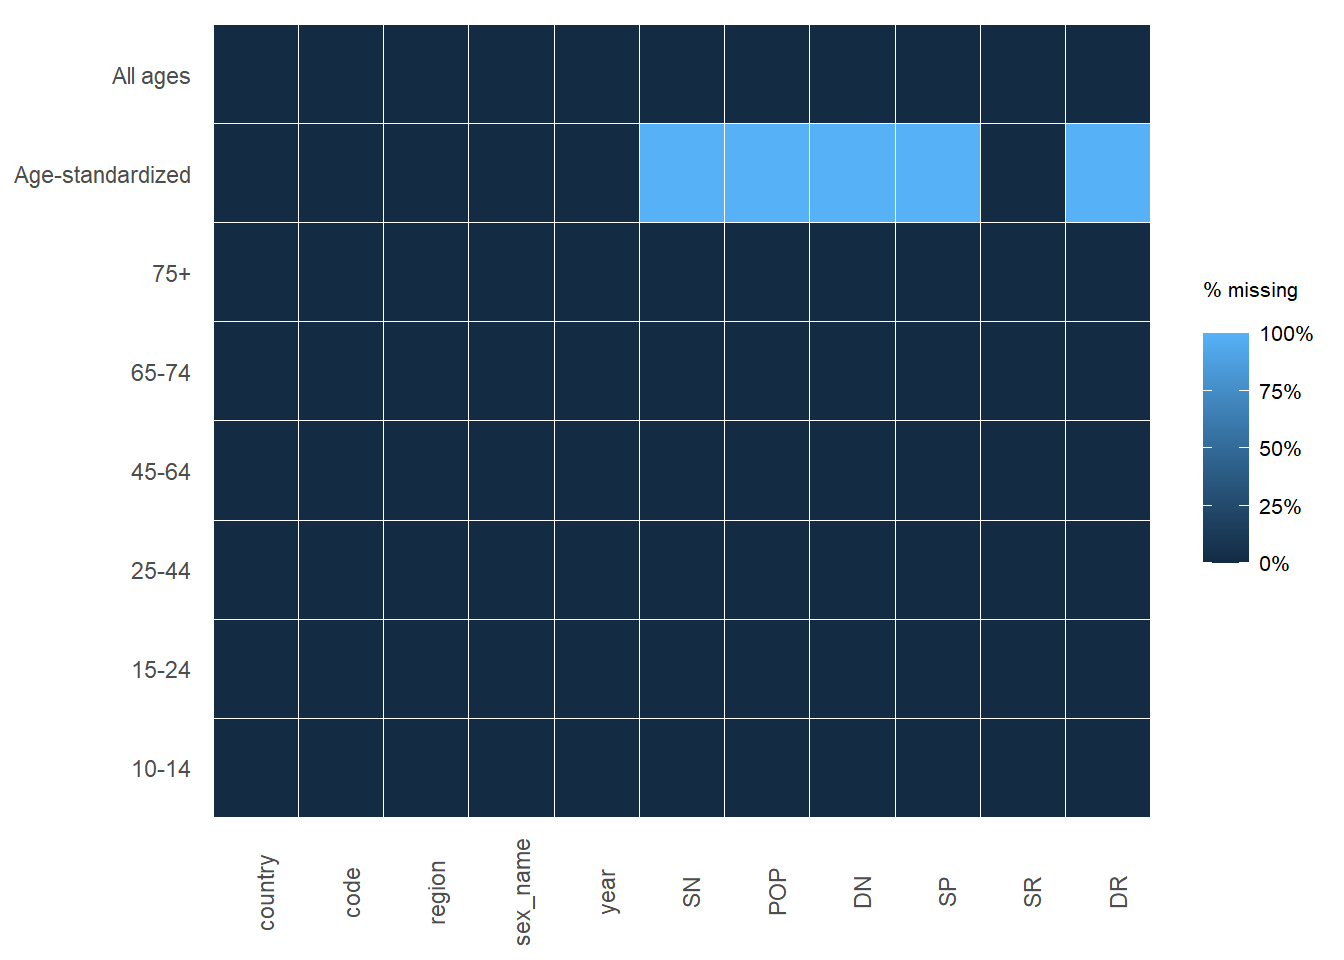 All ages
Age-standardized
75+
65-74
45-64
25-44
15-24
10-14
country
code
region
sex_name
year
SN
POP
DN
SP
SR
DR
% missing
100%
75%
50%
25%
0%